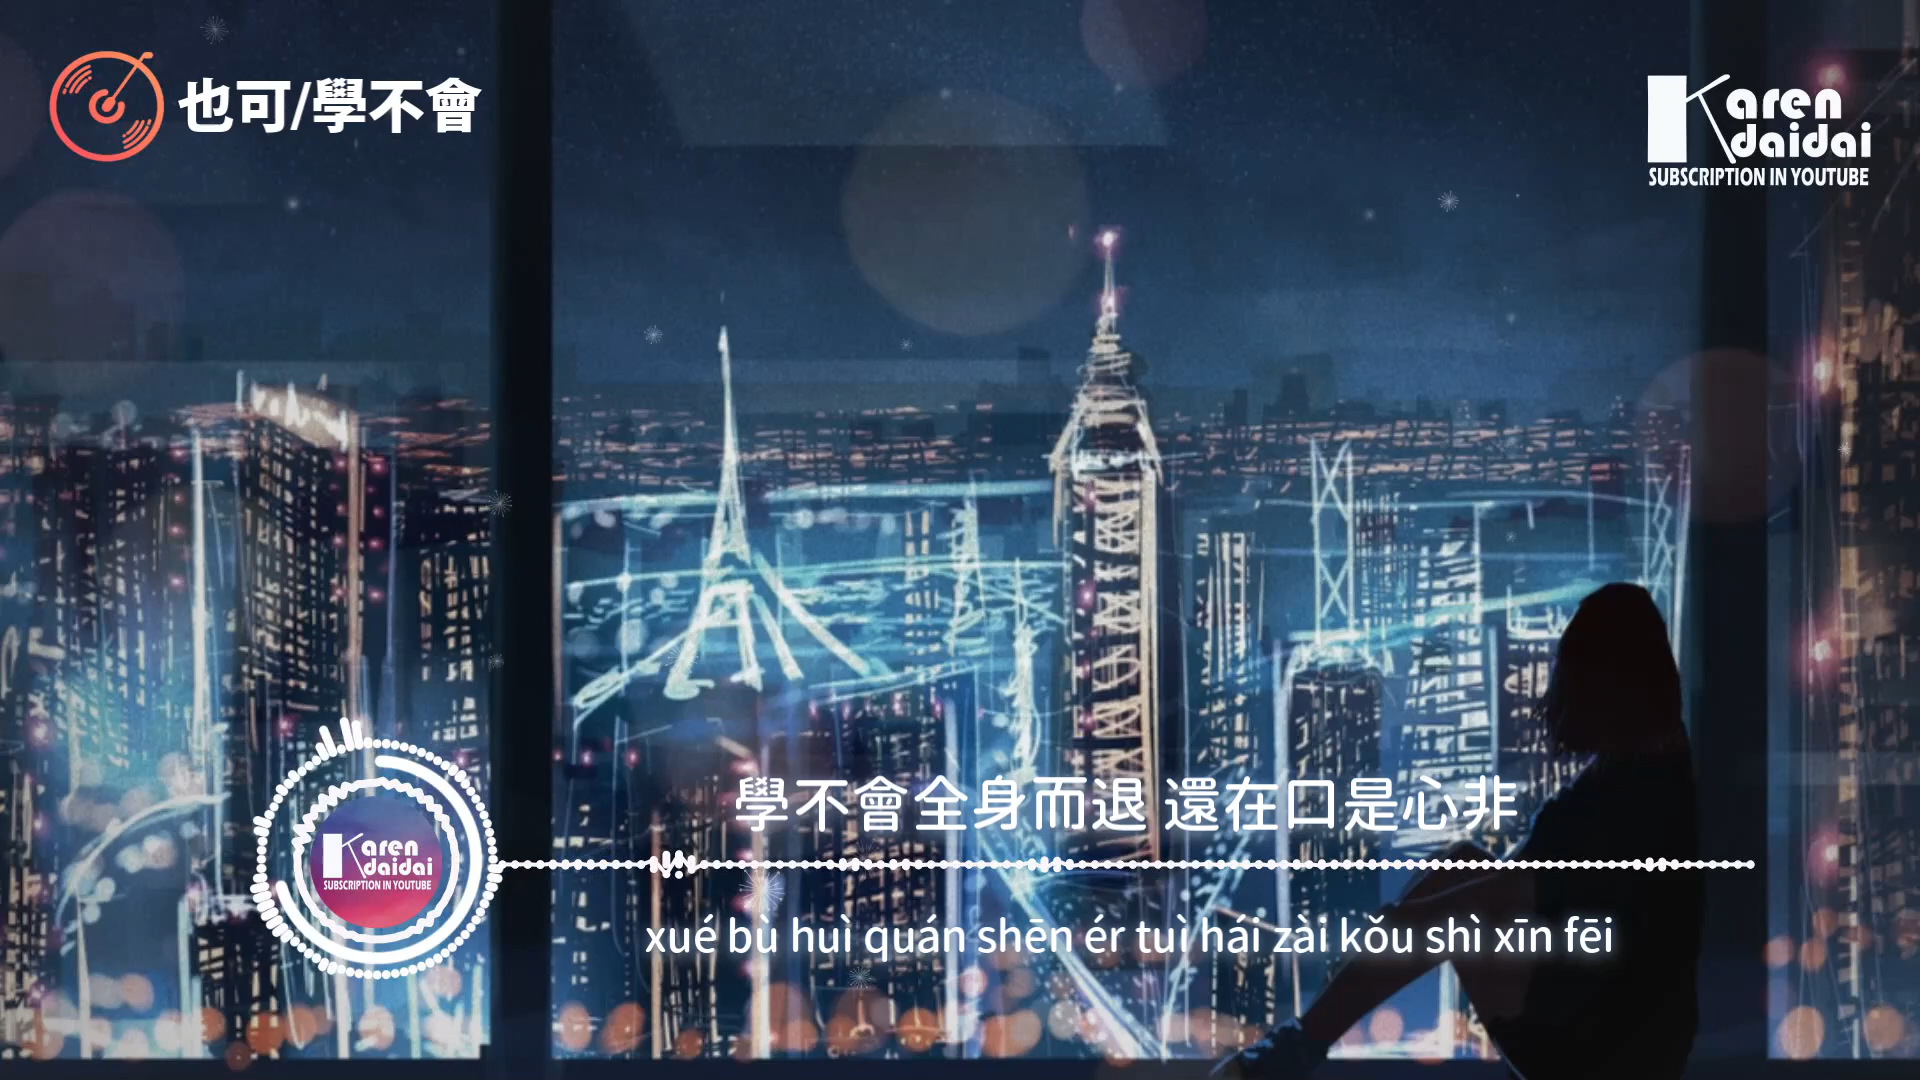 也可/學不會
Karen
daidai
SUBSCRIPTION IN YOUTUBE
學不會全身而退 還在口是心非
Karen
daidai
SUBSCRIPTION IN YOUTUBE
xué bù huì quán shēn ér tuì hái zài kǒu shì xīn fēi